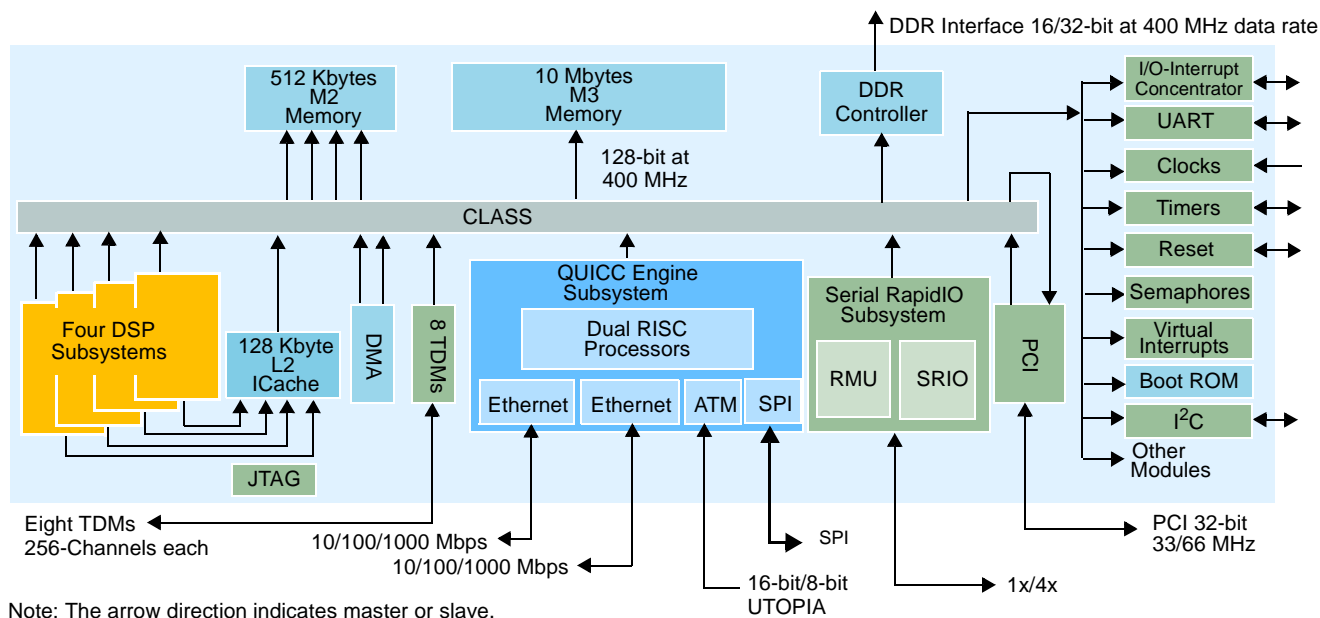 DDR Interface 16/32-bit at 400 MHz data rate
512 Kbytes
M2
Memory
10 Mbytes
M3
Memory
DDR
Controller
I/O-Interrupt
Concentrator
UART
Clocks
Timers
Reset
Semaphores
Virtual
Interrupts
Boot ROM
I²C
Other
Modules
128-bit at
400 MHz
CLASS
Four DSP
Subsystems
128 Kbyte
L2
ICache
DMA
8 TDMs
QUICC Engine
Subsystem
Dual RISC
Processors
Ethernet
Ethernet
ATM
SPI
Serial RapidIO
Subsystem
RMU
SRIO
PCI
JTAG
Eight TDMs
256-Channels each
10/100/1000 Mbps
10/100/1000 Mbps
SPI
16-bit/8-bit
UTOPIA
1x/4x
PCI 32-bit
33/66 MHz
Note: The arrow direction indicates master or slave.